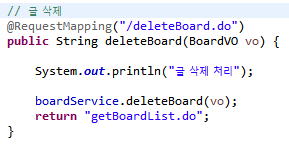 // 글 삭제
@RequestMapping("/deleteBoard.do")
public String deleteBoard(BoardVO vo) {
System.out.println("글 삭제 처리");
boardService.deleteBoard(vo);
return "getBoardList.do";
}